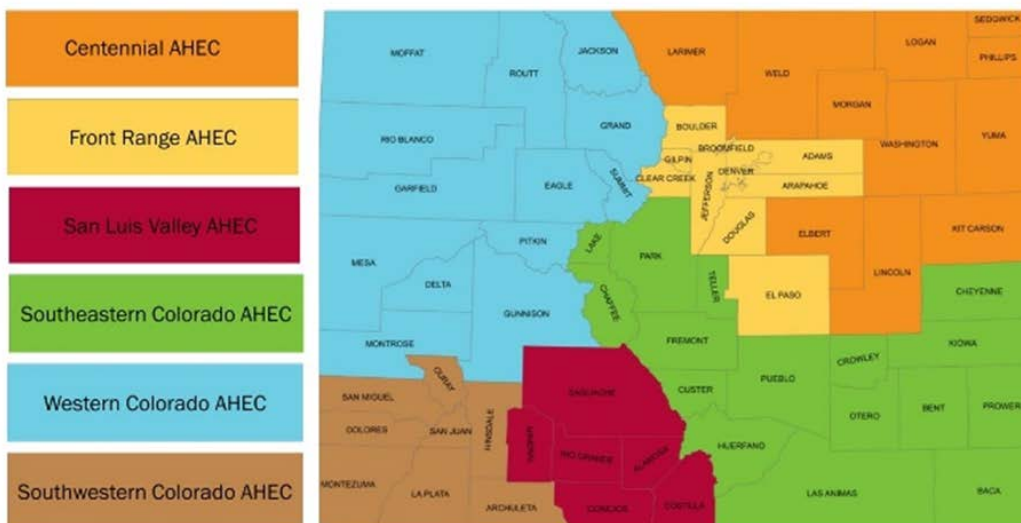 Centennial AHEC
Front Range AHEC
San Luis Valley AHEC
Southeastern Colorado AHEC
Western Colorado AHEC
Southwestern Colorado AHEC
MOFFAT
ROUTT
JACKSON
LARIMER
WELD
LOGAN
SEDGWICK
PHILLIPS
MORGAN
WASHINGTON
YUMA
RIO BLANCO
GRAND
BOULDER
BROOMFIELD
GILPIN
ADAMS
DENVER
CLEAR CREEK
ARAPAHOE
JEFFERSON
GARFIELD
EAGLE
SUMMIT
DOUGLAS
ELBERT
KIT CARSON
LINCOLN
MESA
PITKIN
LAKE
PARK
TELLER
EL PASO
CHEYENNE
DELTA
GUNNISON
CHAFFEE
FREMONT
KIOWA
MONTROSE
OURAY
CROWLEY
PUEBLO
SAN MIGUEL
SAGUACHE
CUSTER
OTERO
BENT
PROWER
DOLORES
SAN JUAN
HINSDALE
MINERAL
RIO GRANDE
ALAMOSA
HUERFANO
MONTEZUMA
LA PLATA
ARCHULETA
CONEJOS
COSTILLA
LAS ANIMAS
BACA